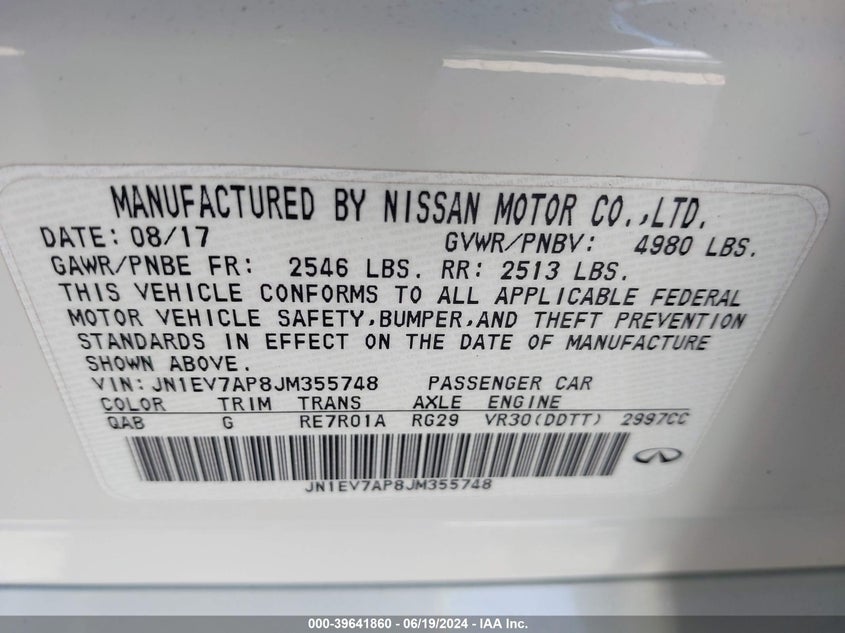 MANUFACTURED BY NISSAN MOTOR CO.,LTD.
DATE: 08/17 GVWR/PNBV: 4980 LBS.
GAWR/PNBE FR: 2546 LBS. RR: 2513 LBS.
THIS VEHICLE CONFORMS TO ALL APPLICABLE FEDERAL
MOTOR VEHICLE SAFETY,BUMPER,AND THEFT PREVENTION
STANDARDS IN EFFECT ON THE DATE OF MANUFACTURE
SHOWN ABOVE.
VIN: JN1EV7AP8JM355748 PASSENGER CAR
COLOR TRIM TRANS AXLE ENGINE
QAB G RE7R01A RG29 VR30(DDTT) 2997CC
JN1EV7AP8JM355748
000-39641860 - 06/19/2024 - IAA Inc.